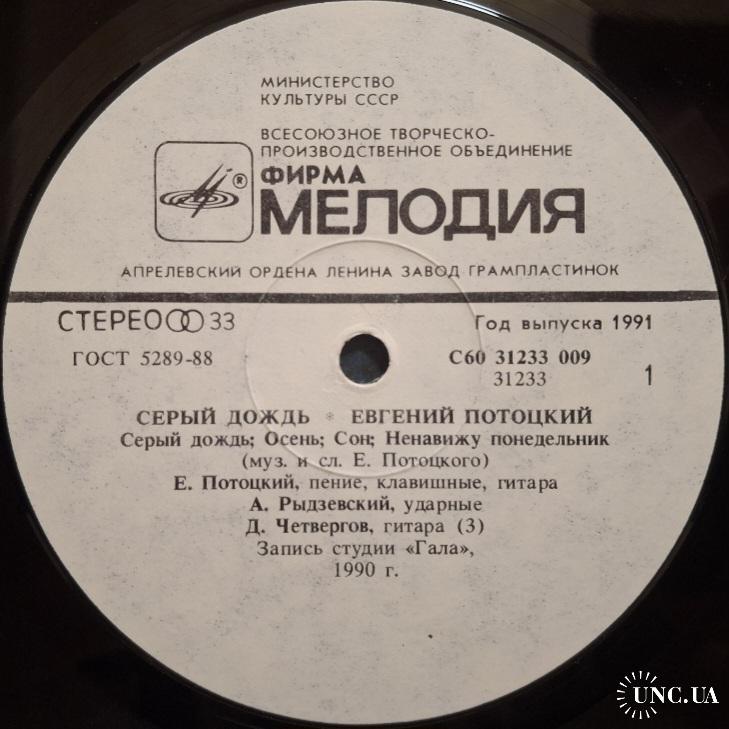 МИНИСТЕРСТВО
КУЛЬТУРЫ СССР
ВСЕСОЮЗНОЕ ТВОРЧЕСКО-
ПРОИЗВОДСТВЕННОЕ ОБЪЕДИНЕНИЕ
®
ФИРМА
МЕЛОДИЯ
АПРЕЛЕВСКИЙ ОРДЕНА ЛЕНИНА ЗАВОД ГРАМПЛАСТИНОК
СТЕРЕО 33
Год выпуска 1991
ГОСТ 5289-88
С60 31233 009
31233
1
СЕРЫЙ ДОЖДЬ * ЕВГЕНИЙ ПОТОЦКИЙ
Серый дождь; Осень; Сон; Ненавижу понедельник
(муз. и сл. Е. Потоцкого)
Е. Потоцкий, пение, клавишные, гитара
А. Рыдзевский, ударные
Д. Четвергов, гитара (3)
Запись студии «Гала»,
1990 г.
UNC.UA